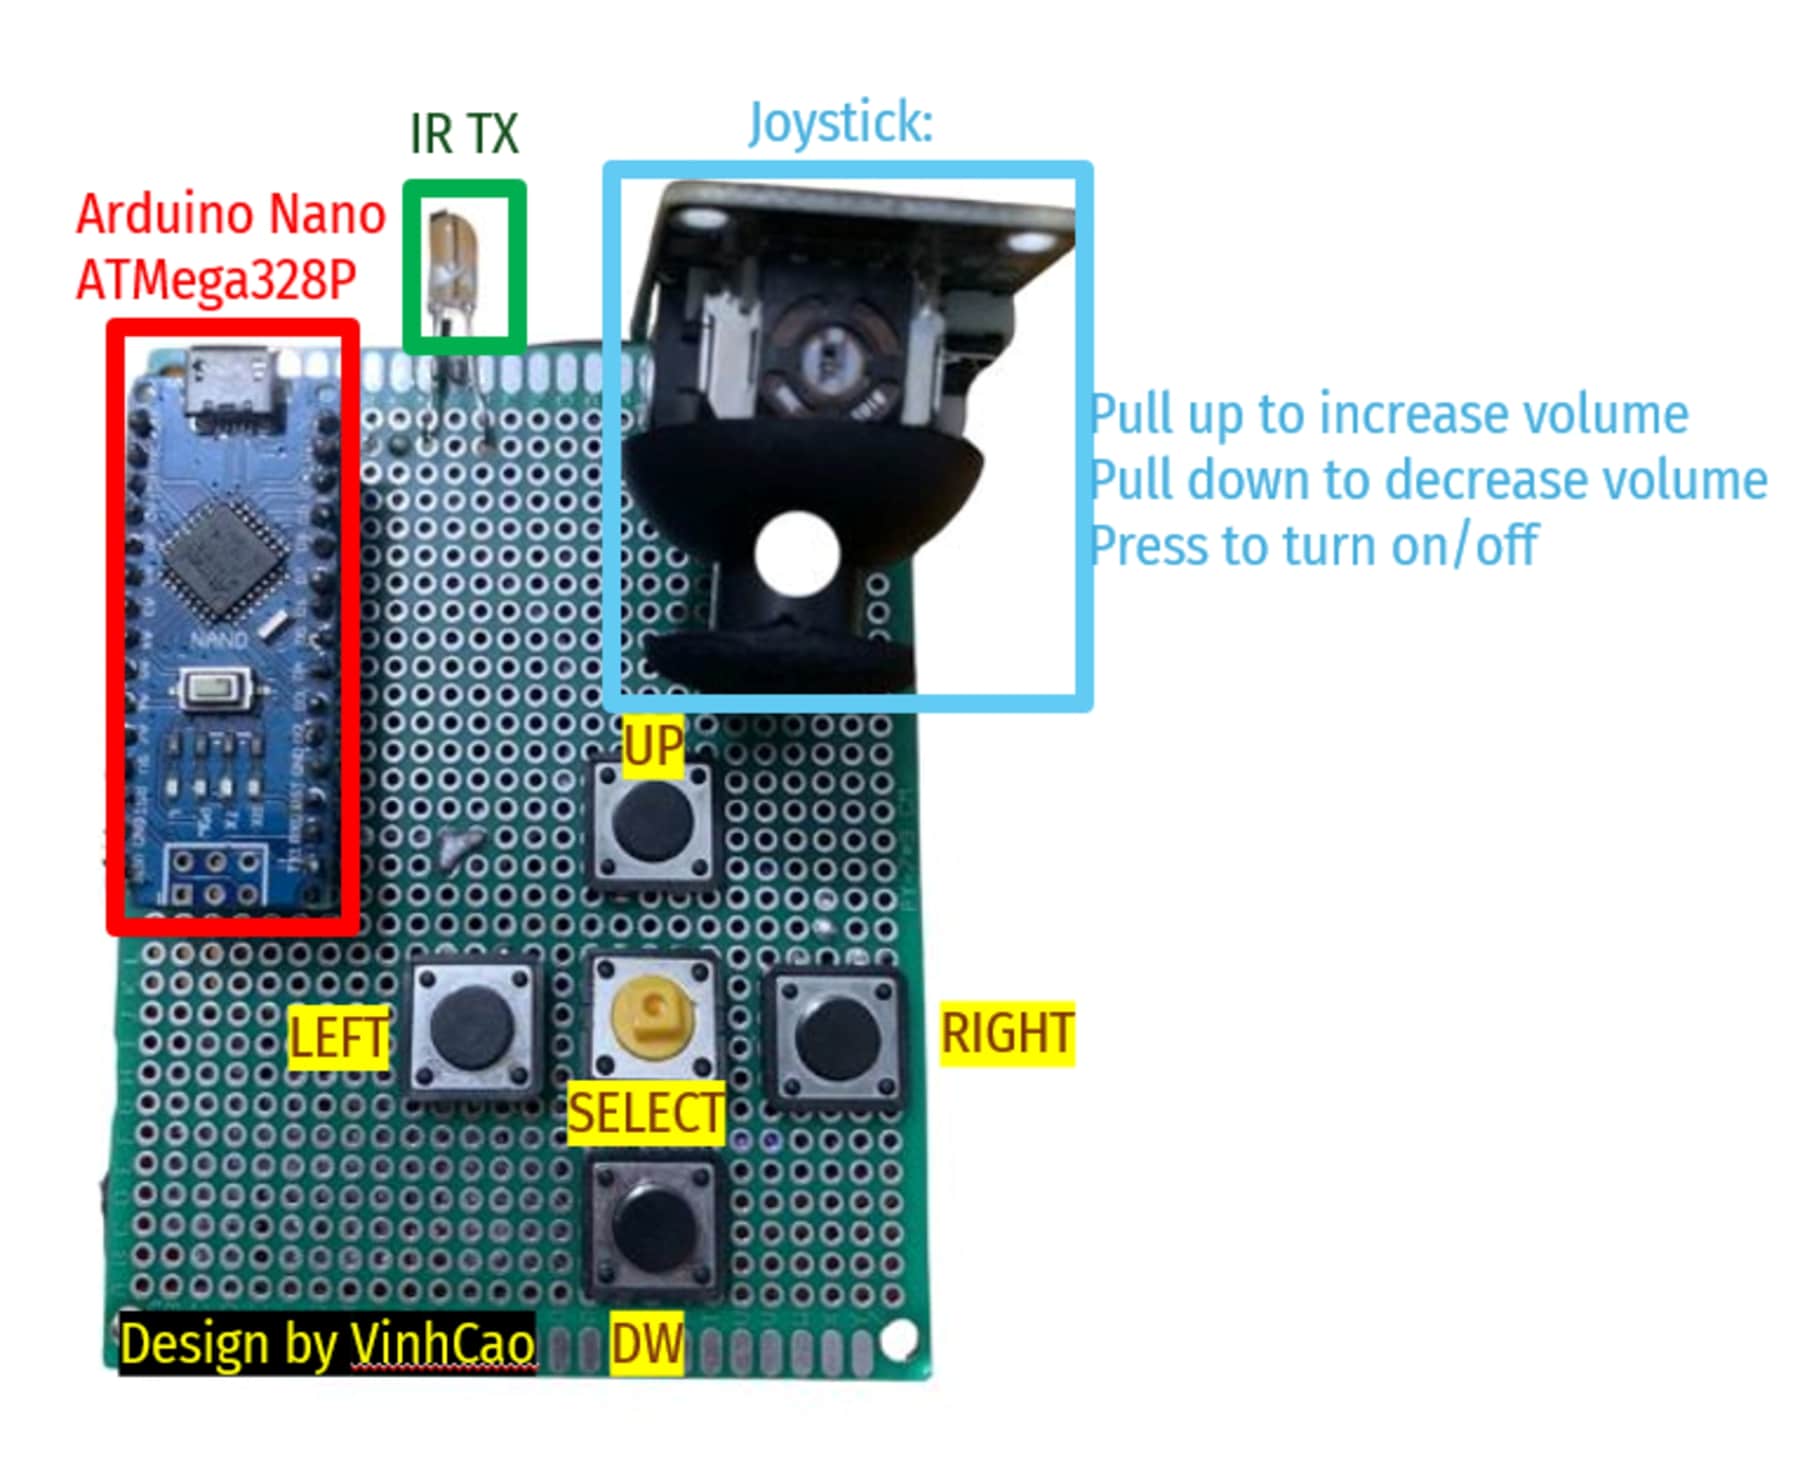 IR TX
Joystick:
Arduino Nano
ATMega328P
Pull up to increase volume
Pull down to decrease volume
Press to turn on/off
NANO
UP
LEFT
RIGHT
SELECT
Design by VinhCao
DW